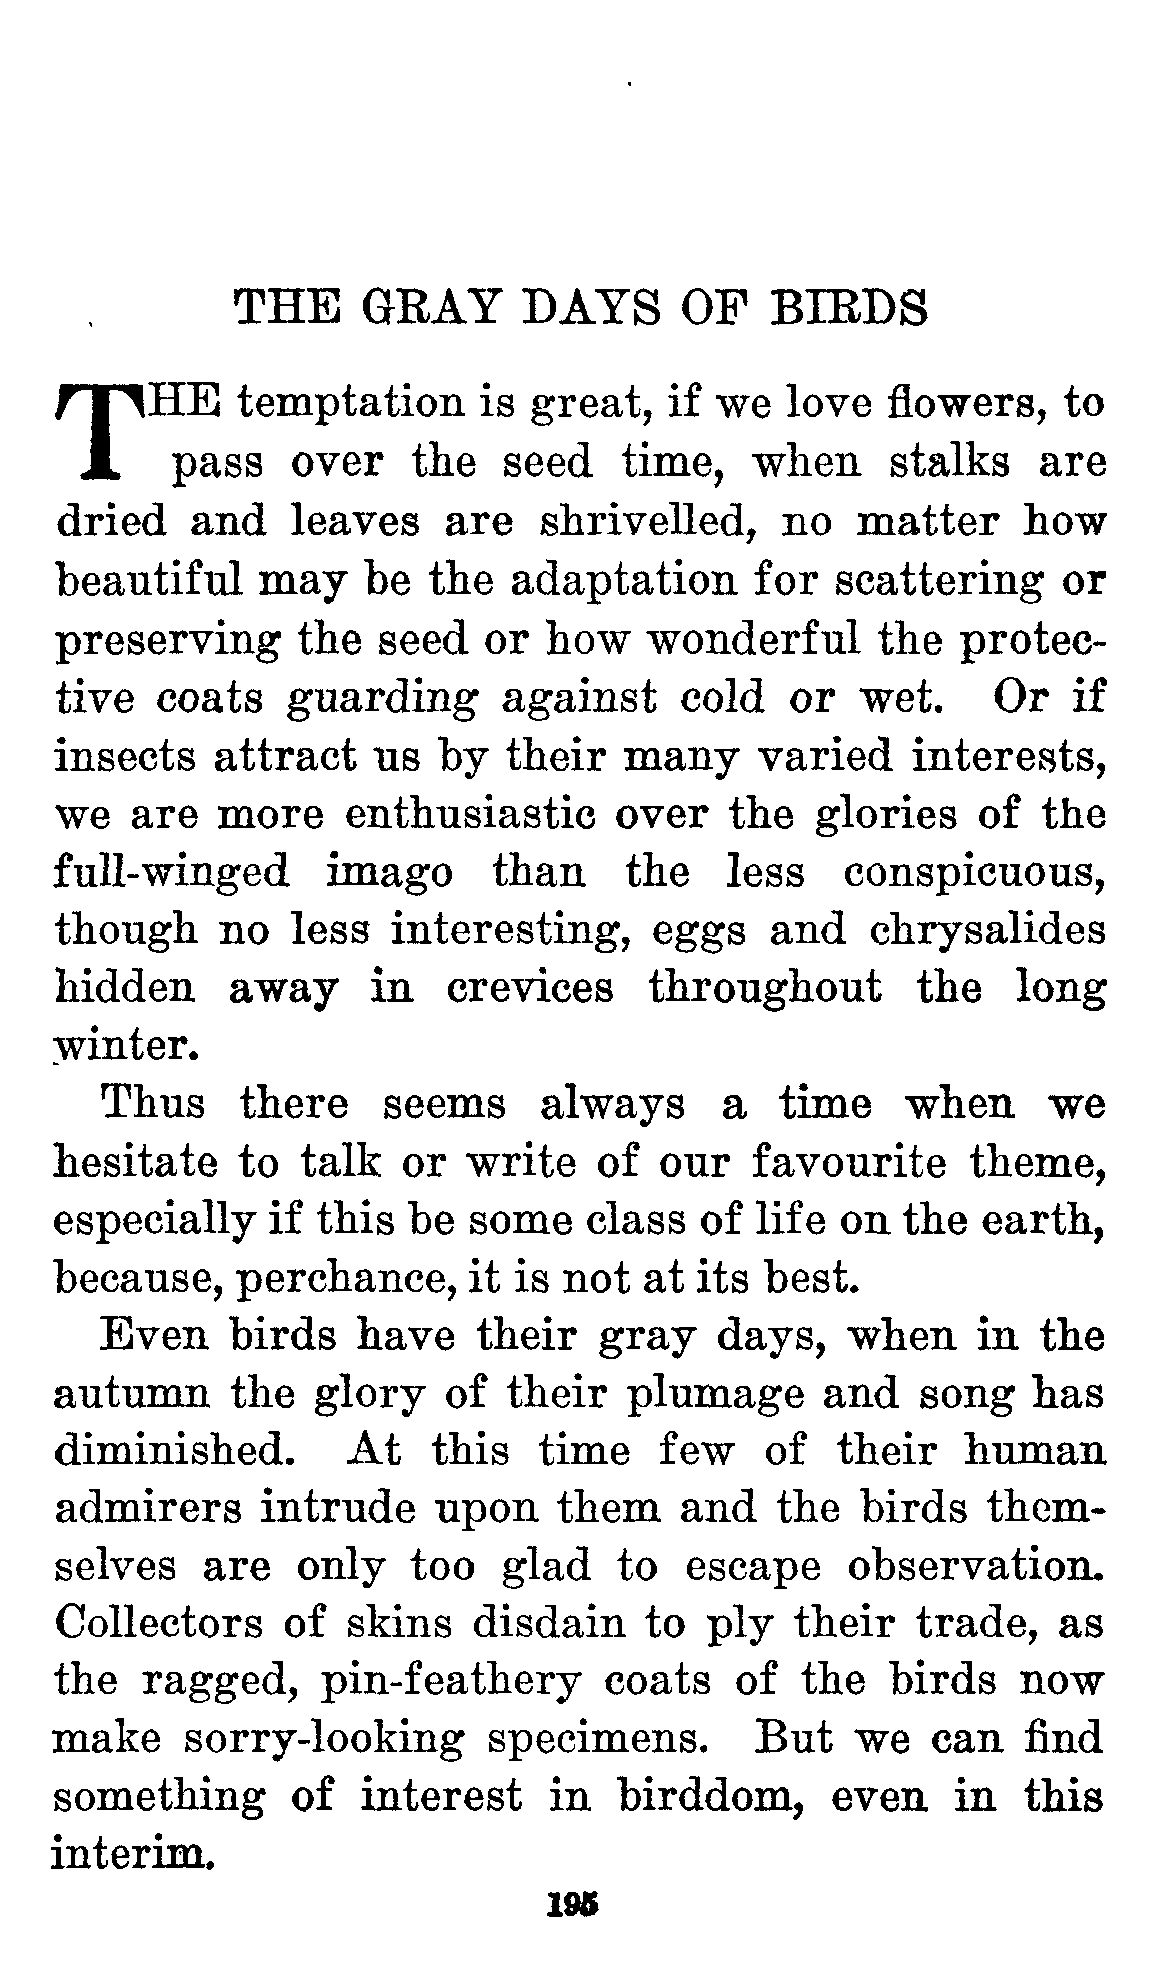 THE GRAY DAYS OF BIRDS
THE temptation is great, if we love flowers, to
pass over the seed time, when stalks are
dried and leaves are shrivelled, no matter how
beautiful may be the adaptation for scattering or
preserving the seed or how wonderful the protec-
tive coats guarding against cold or wet. Or if
insects attract us by their many varied interests,
we are more enthusiastic over the glories of the
full-winged imago than the less conspicuous,
though no less interesting, eggs and chrysalides
hidden away in crevices throughout the long
winter.
Thus there seems always a time when we
hesitate to talk or write of our favourite theme,
especially if this be some class of life on the earth,
because, perchance, it is not at its best.
Even birds have their gray days, when in the
autumn the glory of their plumage and song has
diminished. At this time few of their human
admirers intrude upon them and the birds them-
selves are only too glad to escape observation.
Collectors of skins disdain to ply their trade, as
the ragged, pin-feathery coats of the birds now
make sorry-looking specimens. But we can find
something of interest in birddom, even in this
interim.
195